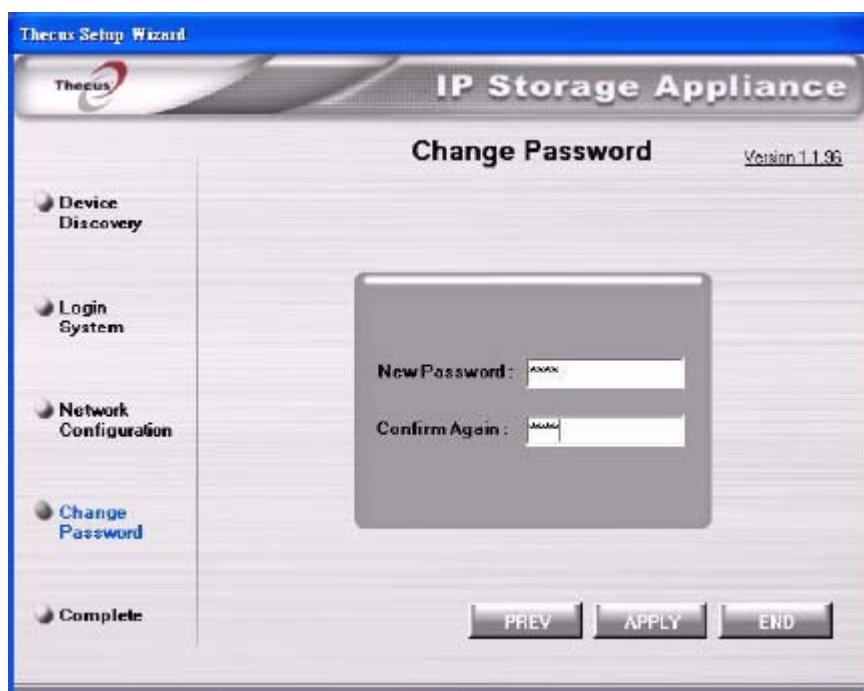 Thecus Setup Wizard
Thecus
IP Storage Appliance
Change Password
Version 1.1.96
Device
Discovery
Login
System
New Password : ****
Network
Configuration
Confirm Again : ****
Change
Password
Complete
PREV
APPLY
END